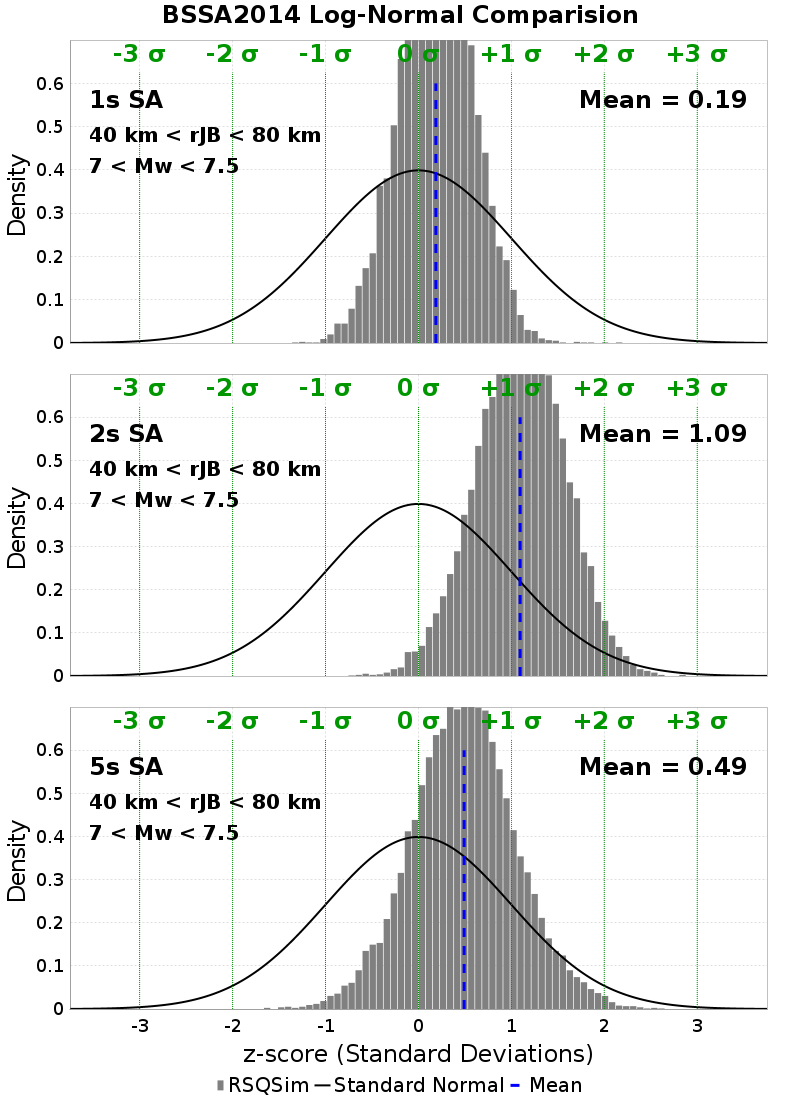 BSSA2014 Log-Normal Comparision
-3 σ -2 σ -1 σ 0 σ +1 σ +2 σ +3 σ
0.6
1s SA Mean = 0.19
0.5
40 km < rJB < 80 km
7 < Mw < 7.5
0.4
Density
0.3
0.2
0.1
0
-3 σ -2 σ -1 σ 0 σ +1 σ +2 σ +3 σ
0.6
2s SA Mean = 1.09
0.5
40 km < rJB < 80 km
7 < Mw < 7.5
0.4
Density
0.3
0.2
0.1
0
-3 σ -2 σ -1 σ 0 σ +1 σ +2 σ +3 σ
0.6
5s SA Mean = 0.49
0.5
40 km < rJB < 80 km
7 < Mw < 7.5
0.4
Density
0.3
0.2
0.1
0
-3 -2 -1 0 1 2 3
z-score (Standard Deviations)
RSQSim Standard Normal Mean